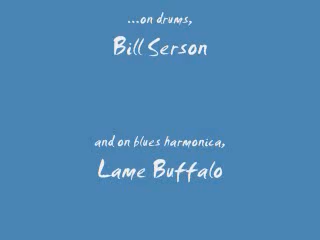 ...on drums,
Bill Serson
and on blues harmonica,
Lame Buffalo